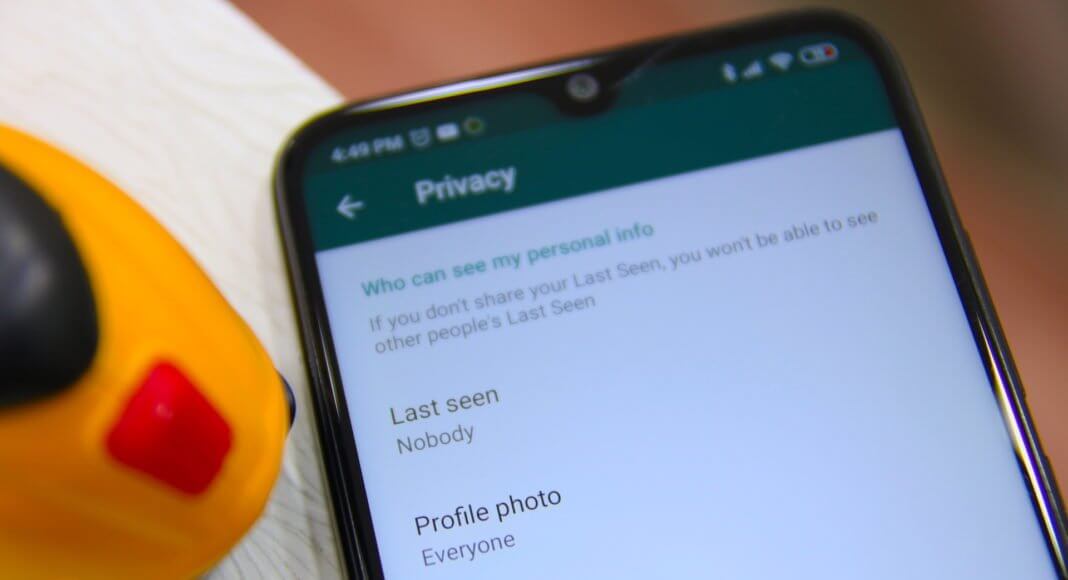 4:49 PM
Privacy
Who can see my personal info
If you don't share your Last Seen, you won't be able to see
other people's Last Seen
Last seen
Nobody
Profile photo
Everyone